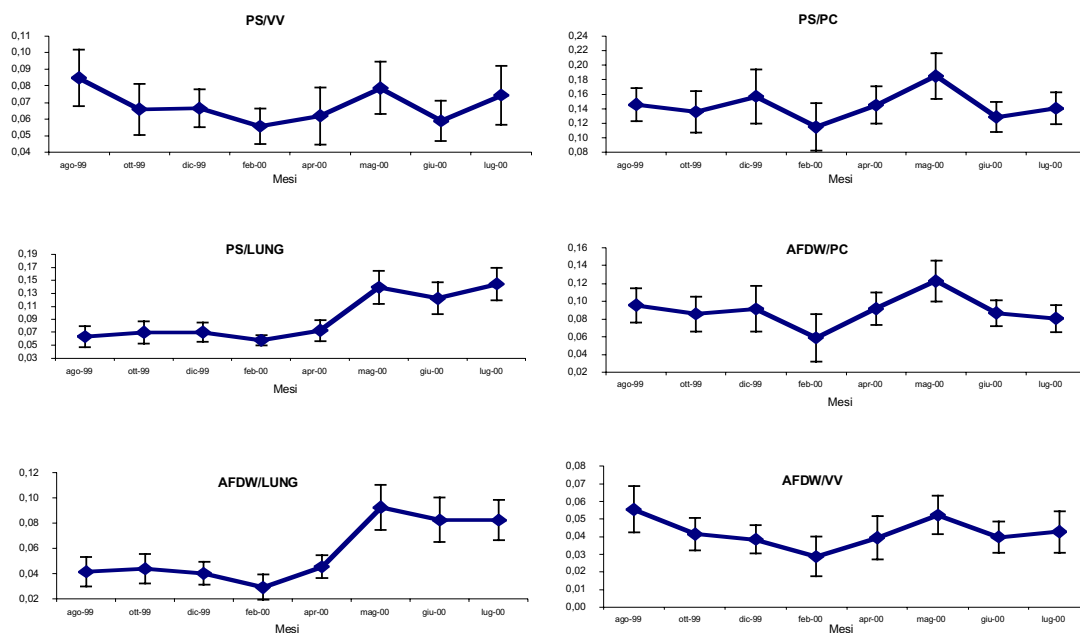 PS/VV
0,11
0,10
0,09
0,08
0,07
0,06
0,05
0,04
ago-99 ott-99 dic-99 feb-00 apr-00 mag-00 giu-00 lug-00
Mesi
PS/PC
0,24
0,22
0,20
0,18
0,16
0,14
0,12
0,10
0,08
ago-99 ott-99 dic-99 feb-00 apr-00 mag-00 giu-00 lug-00
Mesi
PS/LUNG
0,19
0,17
0,15
0,13
0,11
0,09
0,07
0,05
0,03
ago-99 ott-99 dic-99 feb-00 apr-00 mag-00 giu-00 lug-00
Mesi
AFDW/PC
0,16
0,14
0,12
0,10
0,08
0,06
0,04
0,02
ago-99 ott-99 dic-99 feb-00 apr-00 mag-00 giu-00 lug-00
Mesi
AFDW/LUNG
0,12
0,10
0,08
0,06
0,04
0,02
ago-99 ott-99 dic-99 feb-00 apr-00 mag-00 giu-00 lug-00
Mesi
AFDW/VV
0,08
0,07
0,06
0,05
0,04
0,03
0,02
0,01
0,00
ago-99 ott-99 dic-99 feb-00 apr-00 mag-00 giu-00 lug-00
Mesi